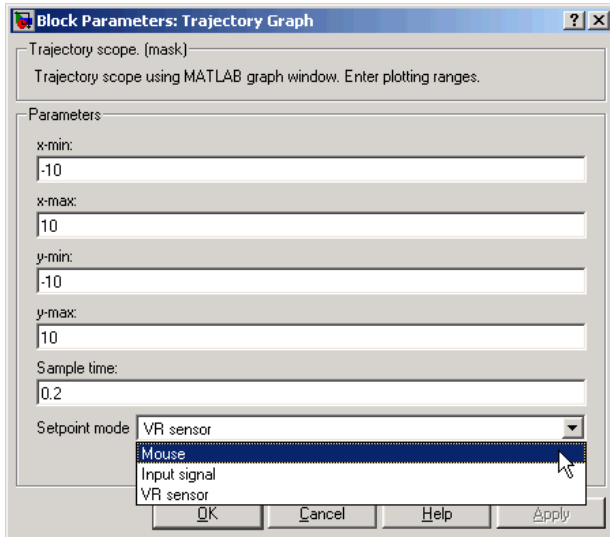 Block Parameters: Trajectory Graph
Trajectory scope. (mask)
Trajectory scope using MATLAB graph window. Enter plotting ranges.
Parameters
x-min:
-10
x-max:
10
y-min:
-10
y-max:
10
Sample time:
0.2
Setpoint mode VR sensor
Mouse
Input signal
VR sensor
OK Cancel Help Apply